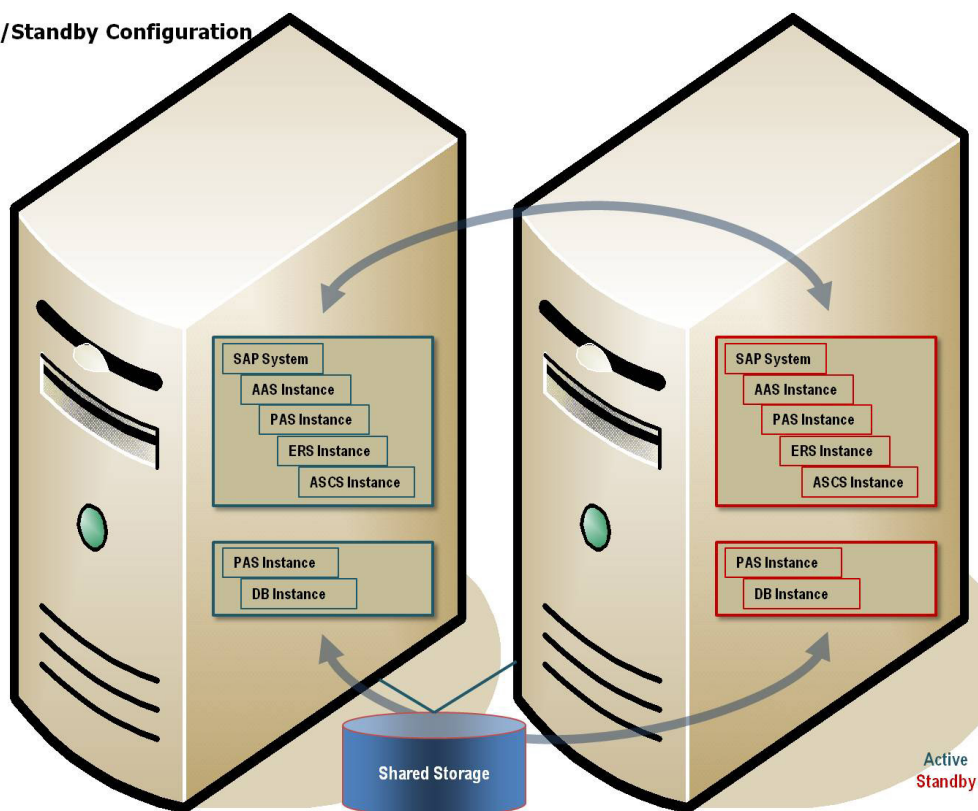 /Standby Configuration
SAP System
AAS Instance
PAS Instance
ERS Instance
ASCS Instance
PAS Instance
DB Instance
SAP System
AAS Instance
PAS Instance
ERS Instance
ASCS Instance
PAS Instance
DB Instance
Shared Storage
Active
Standby